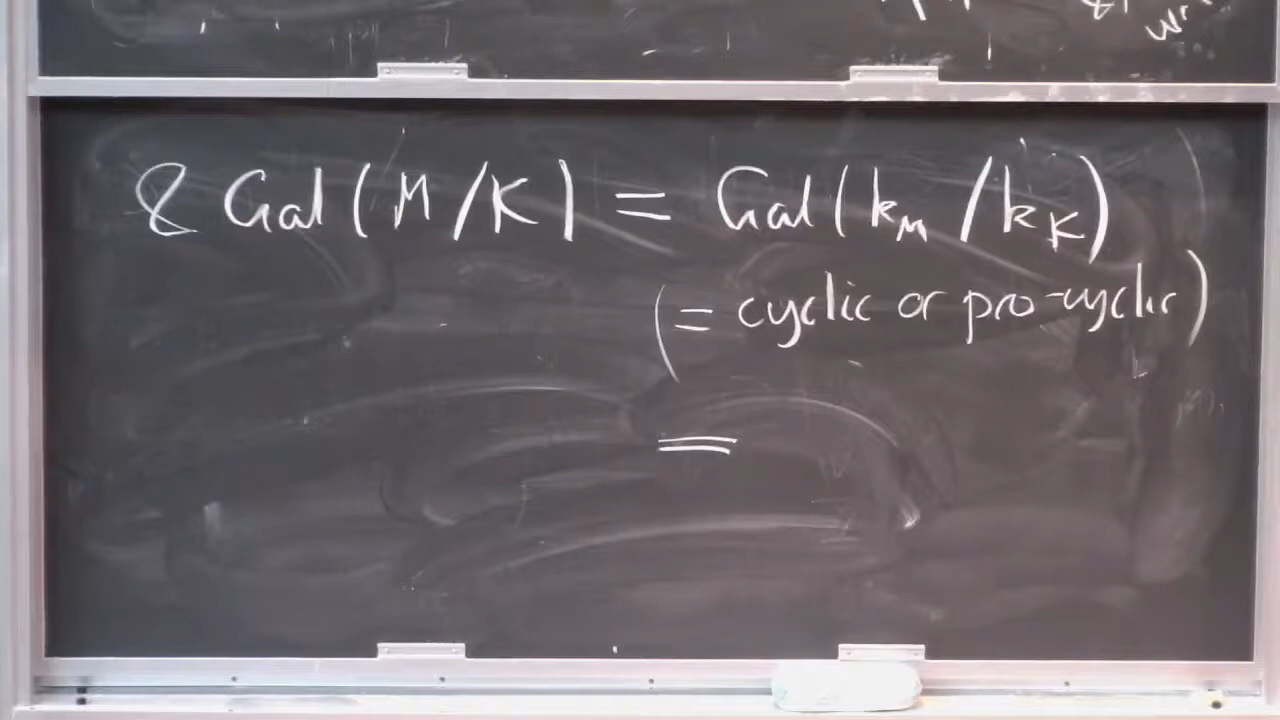 & Gal(M/K) = Gal(k_M/k_K)
(= cyclic or pro-cyclic)